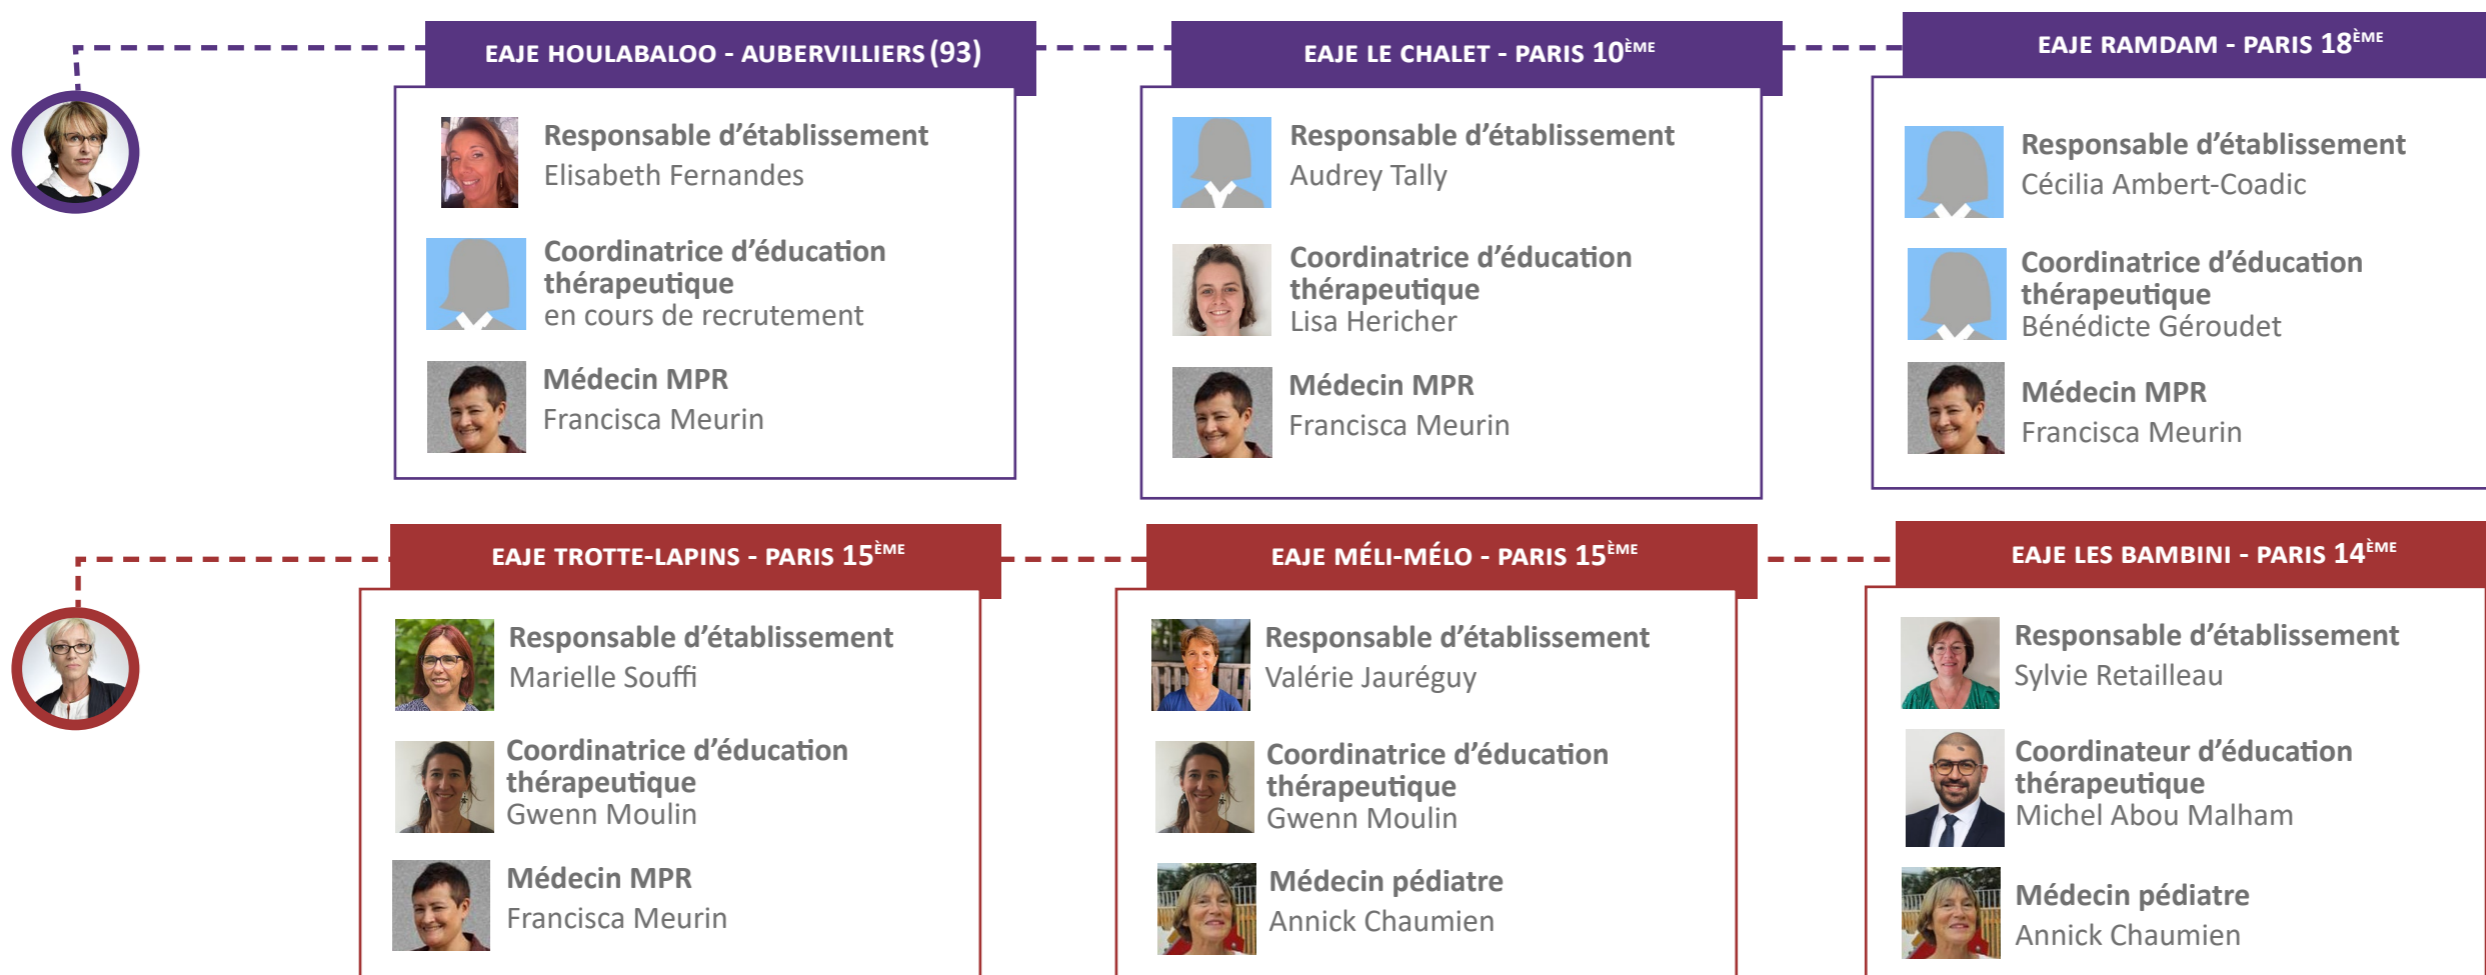 EAJE HOULABALOO - AUBERVILLIERS (93)
Responsable d’établissement
Elisabeth Fernandes
Coordinatrice d’éducation
thérapeutique
en cours de recrutement
Médecin MPR
Francisca Meurin
EAJE LE CHALET - PARIS 10ÈME
Responsable d’établissement
Audrey Tally
Coordinatrice d’éducation
thérapeutique
Lisa Hericher
Médecin MPR
Francisca Meurin
EAJE RAMDAM - PARIS 18ÈME
Responsable d’établissement
Cécilia Ambert-Coadic
Coordinatrice d’éducation
thérapeutique
Bénédicte Géroudet
Médecin MPR
Francisca Meurin
EAJE TROTTE-LAPINS - PARIS 15ÈME
Responsable d’établissement
Marielle Souffi
Coordinatrice d’éducation
thérapeutique
Gwenn Moulin
Médecin MPR
Francisca Meurin
EAJE MÉLI-MÉLO - PARIS 15ÈME
Responsable d’établissement
Valérie Jauréguy
Coordinatrice d’éducation
thérapeutique
Gwenn Moulin
Médecin pédiatre
Annick Chaumien
EAJE LES BAMBINI - PARIS 14ÈME
Responsable d’établissement
Sylvie Retailleau
Coordinateur d’éducation
thérapeutique
Michel Abou Malham
Médecin pédiatre
Annick Chaumien